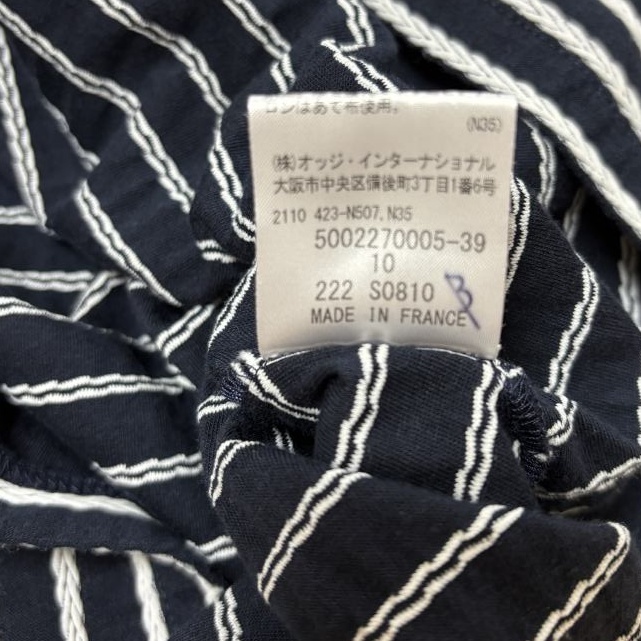 ロンはあて布使用。
(N35)
(株)オッジ・インターナショナル
大阪市中央区備後町3丁目1番6号
2110 423-N507.N35
5002270005-39
10
222 S0810
MADE IN FRANCE